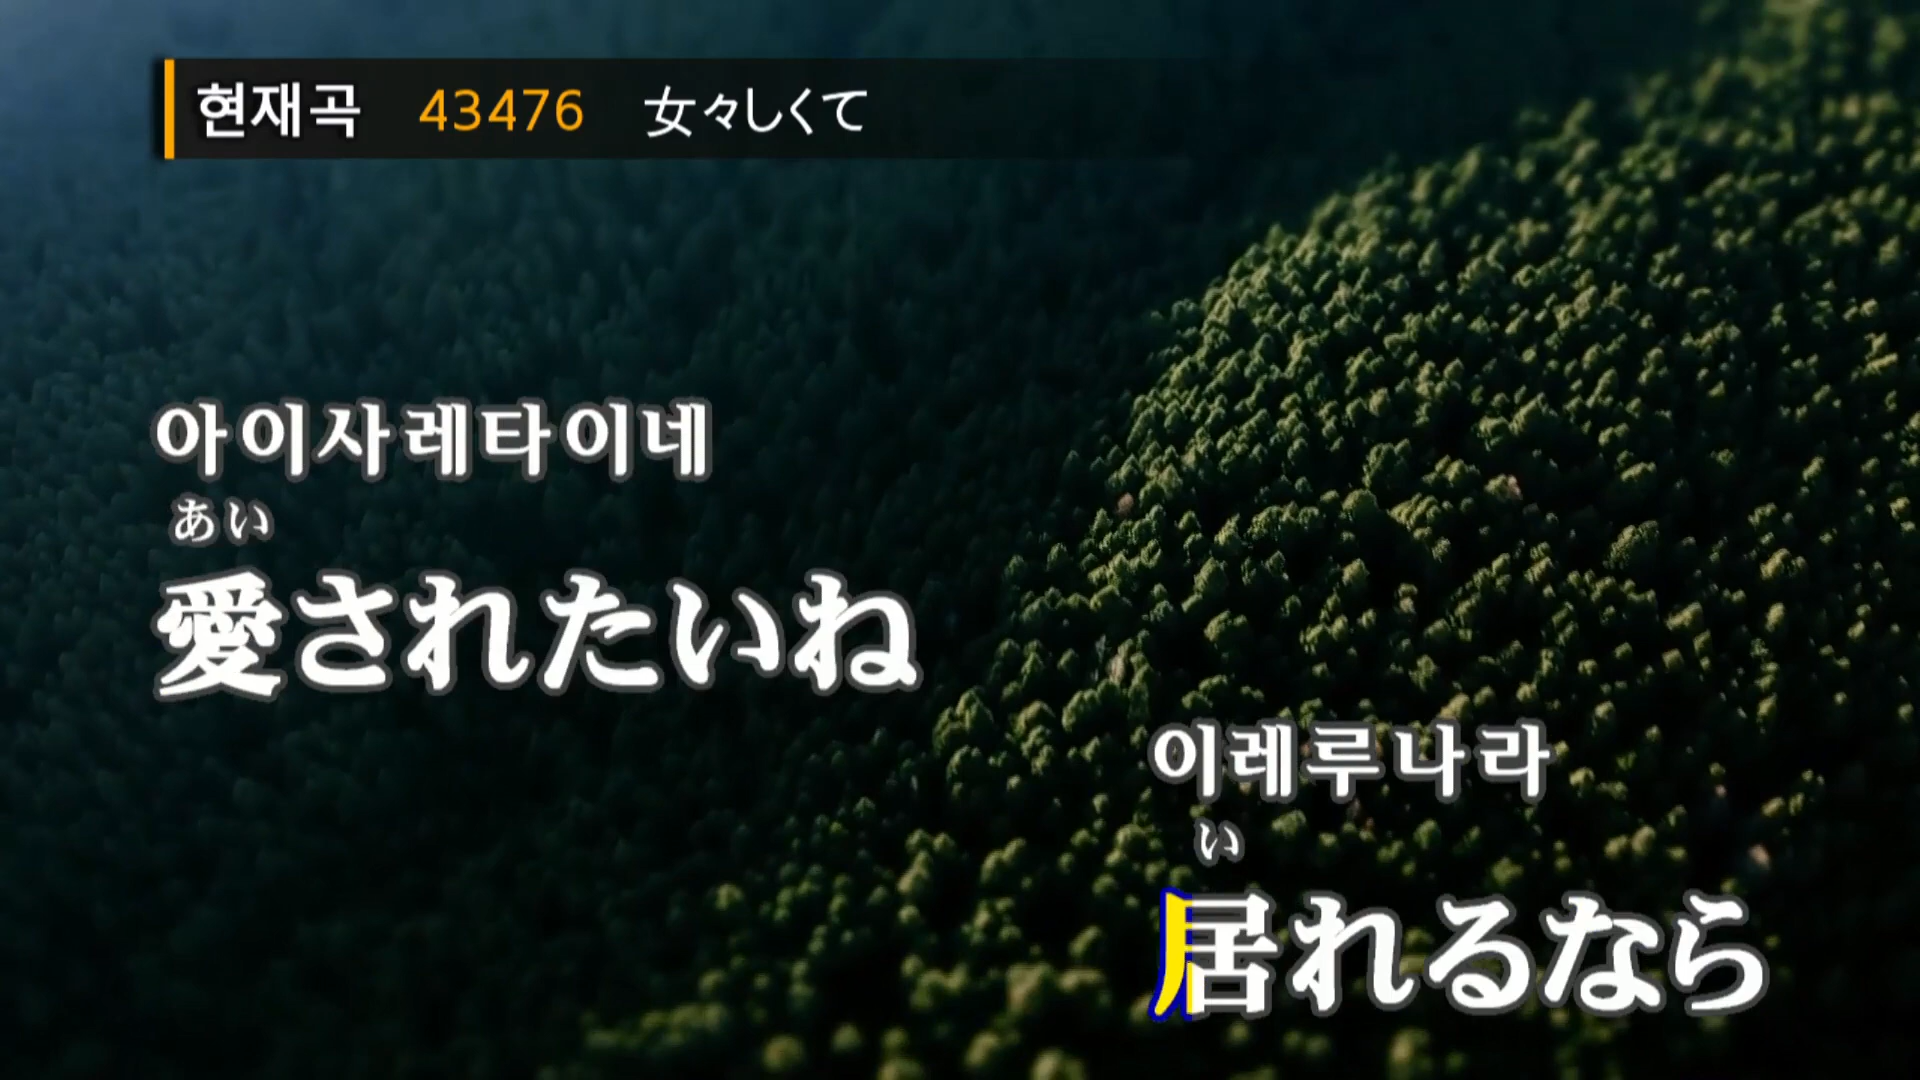 현재곡 43476 女々しくて
아이사레타이네
あい
愛されたいね
이레루나라
い
居れるなら